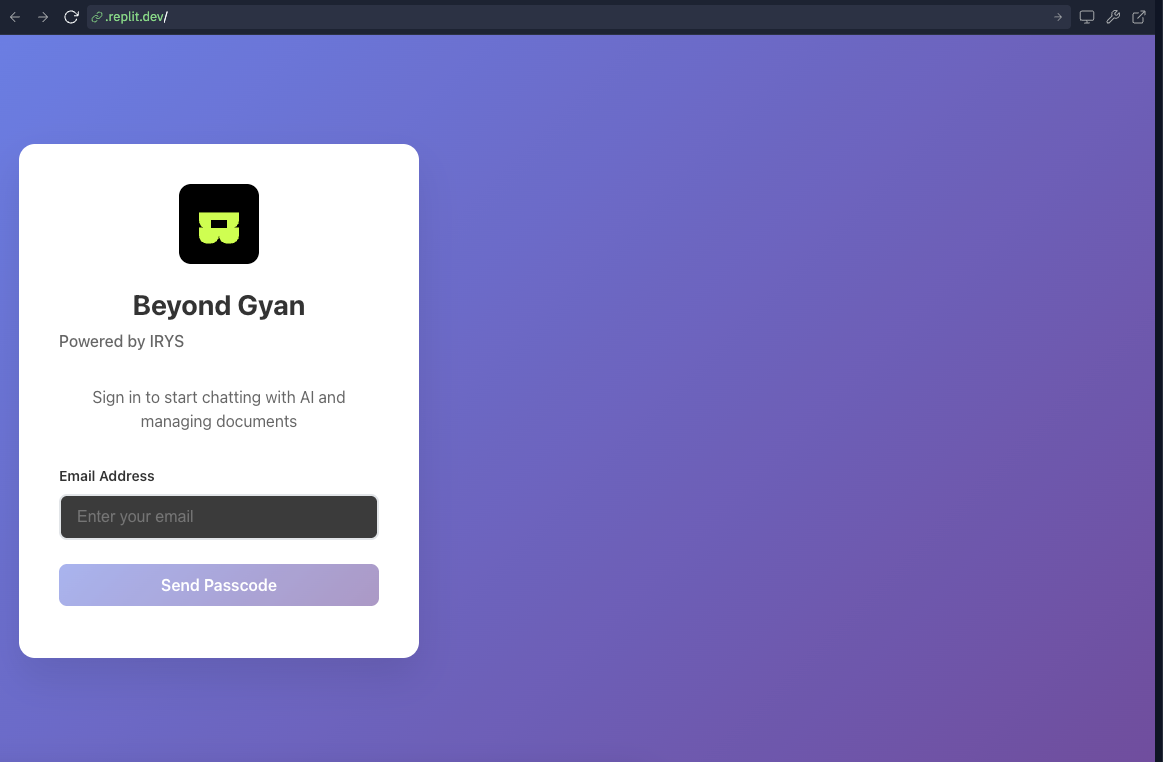 .replit.dev/
Beyond Gyan
Powered by IRYS
Sign in to start chatting with AI and
managing documents
Email Address
Enter your email
Send Passcode